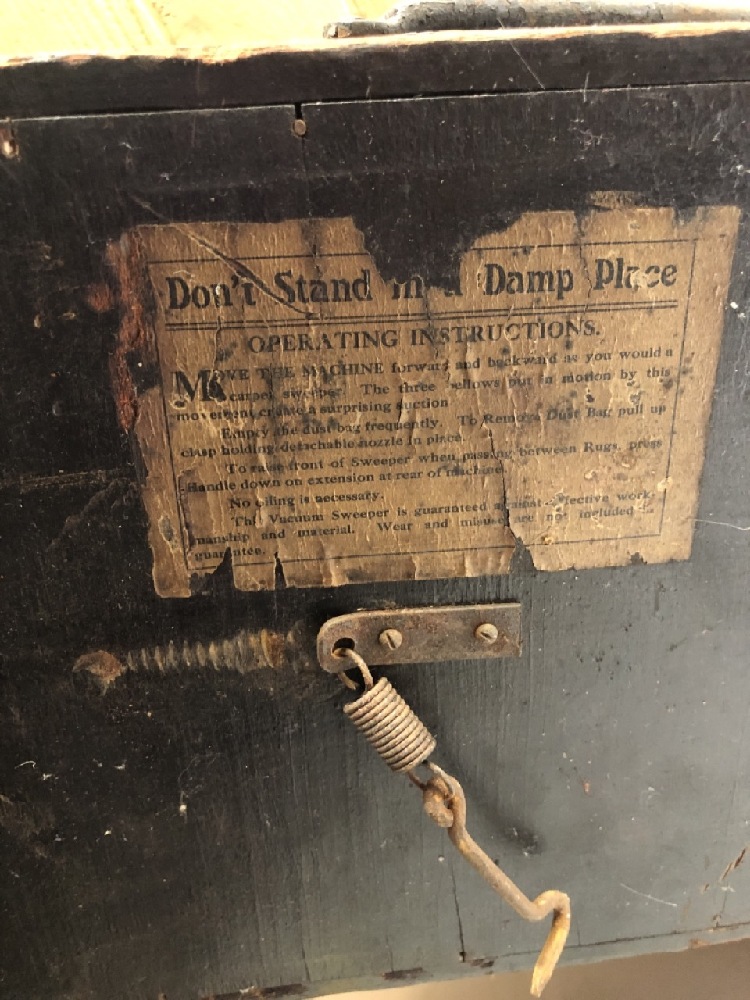 Don't Stand in a Damp Place
OPERATING INSTRUCTIONS.
MOVE THE MACHINE forward and backward as you would a
carpet sweeper. The three bellows put in motion by this
movement create a surprising suction
Empty the dust bag frequently. To Remove Dust Bag pull up
clasp holding detachable nozzle in place.
To raise front of Sweeper when passing between Rugs, press
Handle down on extension at rear of machine.
No oiling is necessary.
This Vacuum Sweeper is guaranteed against defective work-
manship and material. Wear and misuse are not included in
guarantee.